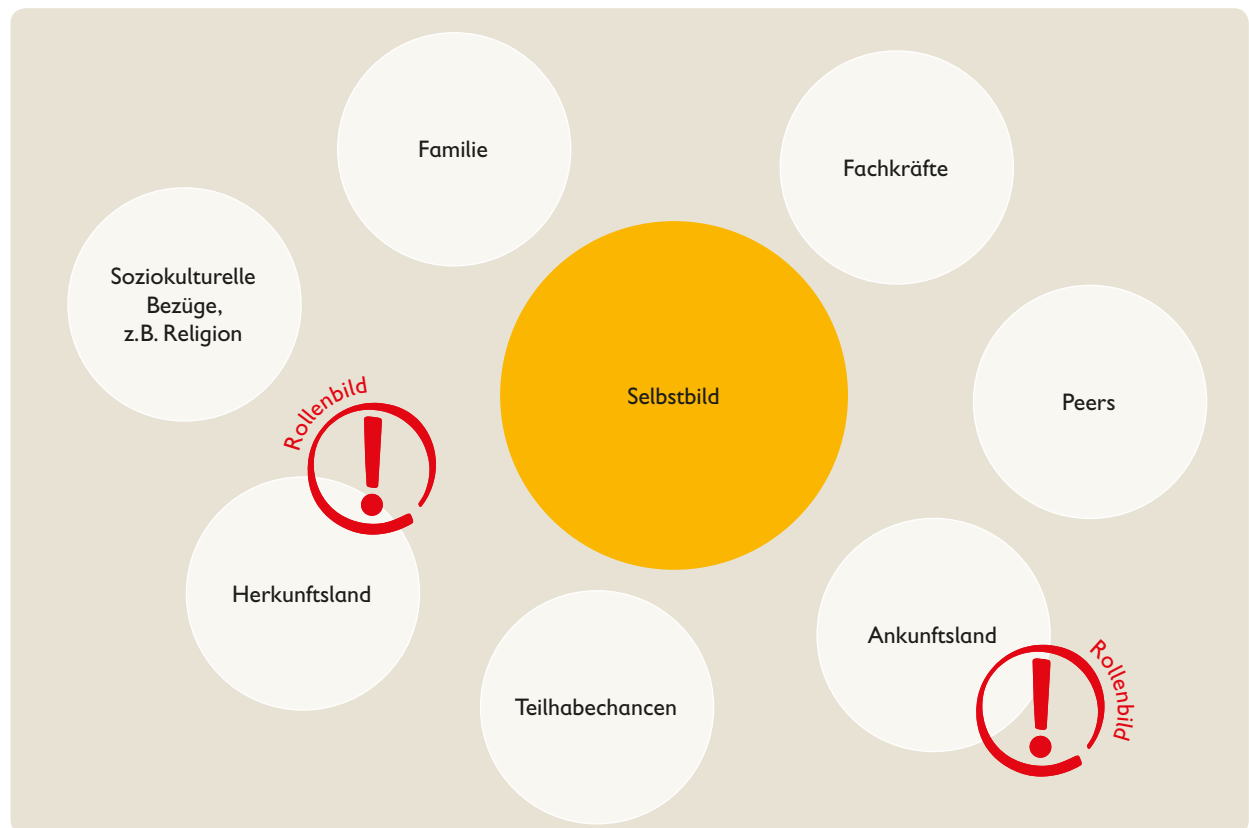 Familie
Fachkräfte
Soziokulturelle
Bezüge,
z.B. Religion
Selbstbild
Peers
Rollenbild
Herkunftsland
Ankunftsland
Rollenbild
Teilhabechancen